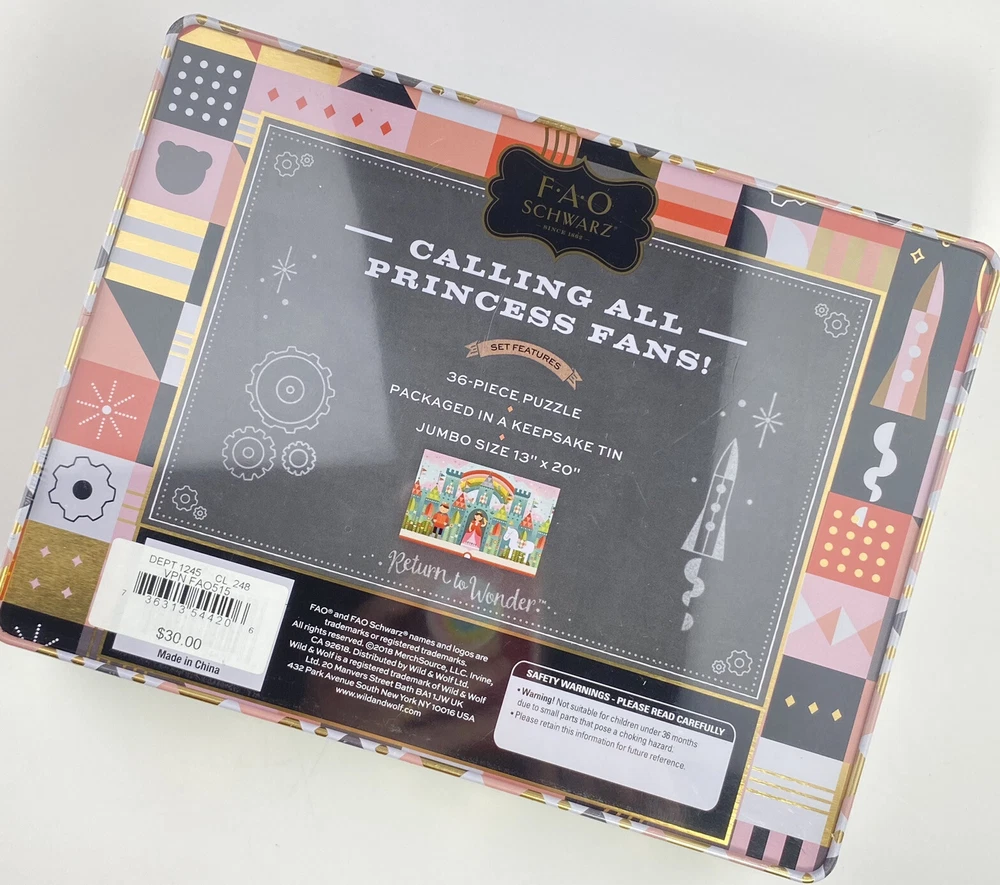 F·A·O
SCHWARZ
SINCE 1862
CALLING ALL
PRINCESS FANS!
SET FEATURES
36-PIECE PUZZLE
PACKAGED IN A KEEPSAKE TIN
JUMBO SIZE 13" x 20"
Return to Wonder™
DEPT 1245 CL 248
VPN FAO515
7 36313 54420 6
$30.00
Made in China
FAO® and FAO Schwarz® names and logos are
trademarks or registered trademarks.
All rights reserved. ©2018 MerchSource, LLC. Irvine,
CA 92618. Distributed by Wild & Wolf Ltd.
Wild & Wolf is a registered trademark of Wild & Wolf
Ltd. 20 Manvers Street Bath BA1 1JW UK
432 Park Avenue South New York NY 10016 USA
www.wildandwolf.com
SAFETY WARNINGS - PLEASE READ CAREFULLY
• Warning! Not suitable for children under 36 months
due to small parts that pose a choking hazard.
• Please retain this information for future reference.